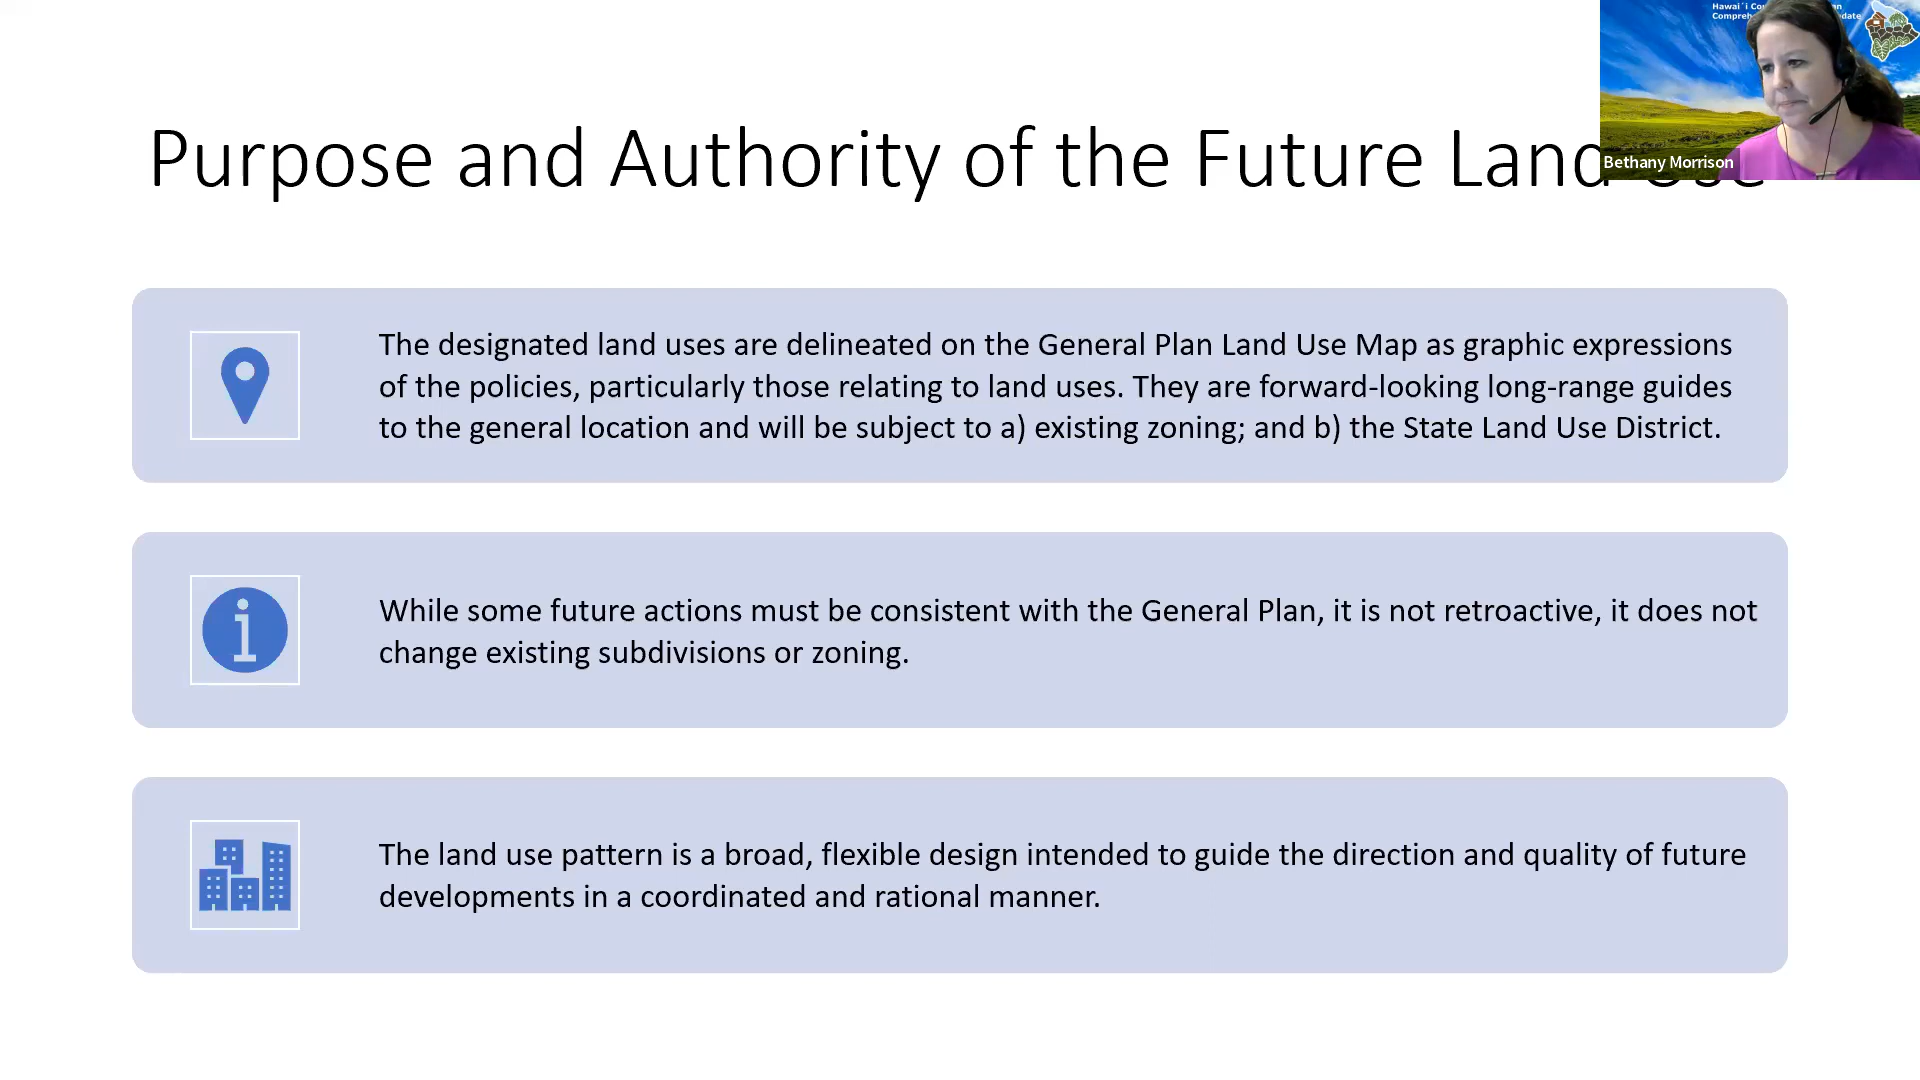 Hawaiʻi Co
Compreh
date
Bethany Morrison
Purpose and Authority of the Future Land Use
The designated land uses are delineated on the General Plan Land Use Map as graphic expressions
of the policies, particularly those relating to land uses. They are forward-looking long-range guides
to the general location and will be subject to a) existing zoning; and b) the State Land Use District.
While some future actions must be consistent with the General Plan, it is not retroactive, it does not
change existing subdivisions or zoning.
The land use pattern is a broad, flexible design intended to guide the direction and quality of future
developments in a coordinated and rational manner.